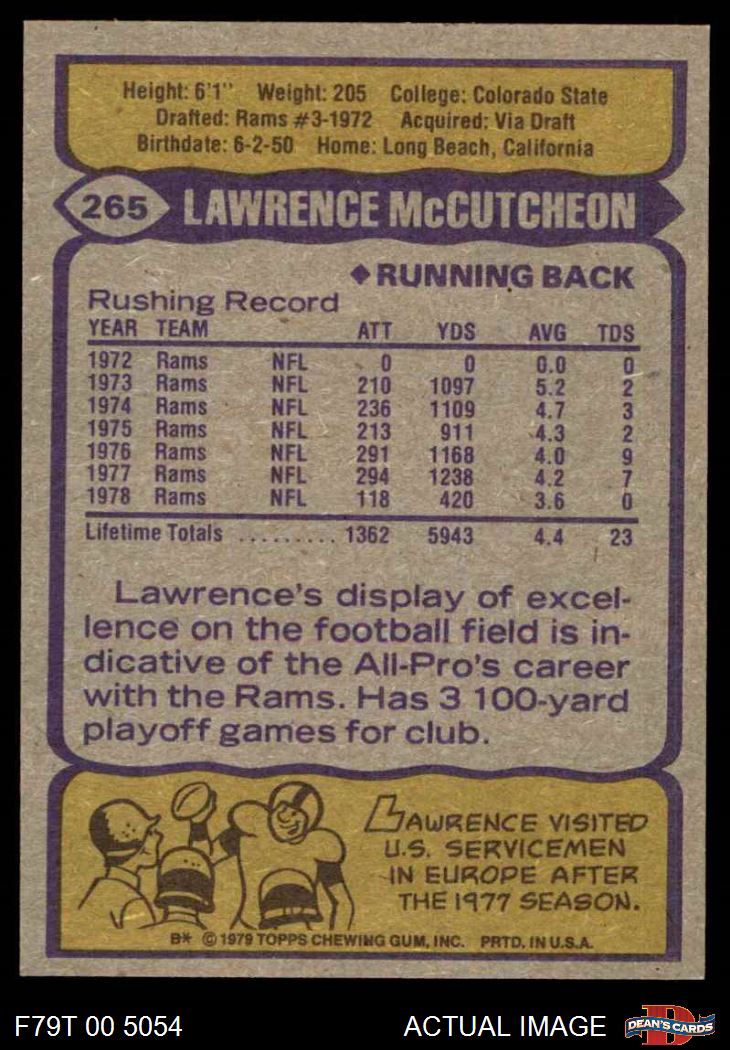 Height: 6'1" Weight: 205 College: Colorado State
Drafted: Rams #3-1972 Acquired: Via Draft
Birthdate: 6-2-50 Home: Long Beach, California
265 LAWRENCE McCUTCHEON
◆ RUNNING BACK
Rushing Record
YEAR TEAM ATT YDS AVG TDS
1972 Rams NFL 0 0 0.0 0
1973 Rams NFL 210 1097 5.2 2
1974 Rams NFL 236 1109 4.7 3
1975 Rams NFL 213 911 4.3 2
1976 Rams NFL 291 1168 4.0 9
1977 Rams NFL 294 1238 4.2 7
1978 Rams NFL 118 420 3.6 0
Lifetime Totals .......... 1362 5943 4.4 23
Lawrence's display of excel-
lence on the football field is in-
dicative of the All-Pro's career
with the Rams. Has 3 100-yard
playoff games for club.
LAWRENCE VISITED
U.S. SERVICEMEN
IN EUROPE AFTER
THE 1977 SEASON.
B* © 1979 TOPPS CHEWING GUM, INC. PRTD. IN U.S.A.
F79T 00 5054 ACTUAL IMAGE D DEAN'S CARDS